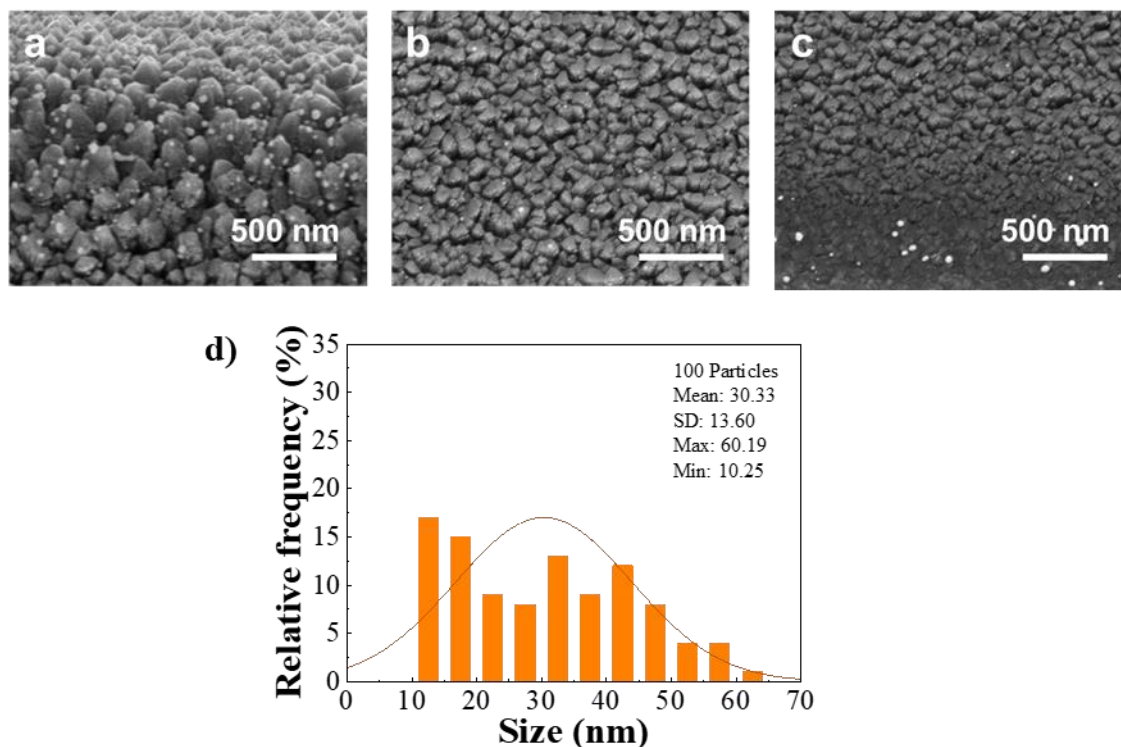 a
b
c
500 nm
500 nm
500 nm
d)
Relative frequency (%)
35
30
25
20
15
10
5
0
100 Particles
Mean: 30.33
SD: 13.60
Max: 60.19
Min: 10.25
0 10 20 30 40 50 60 70
Size (nm)